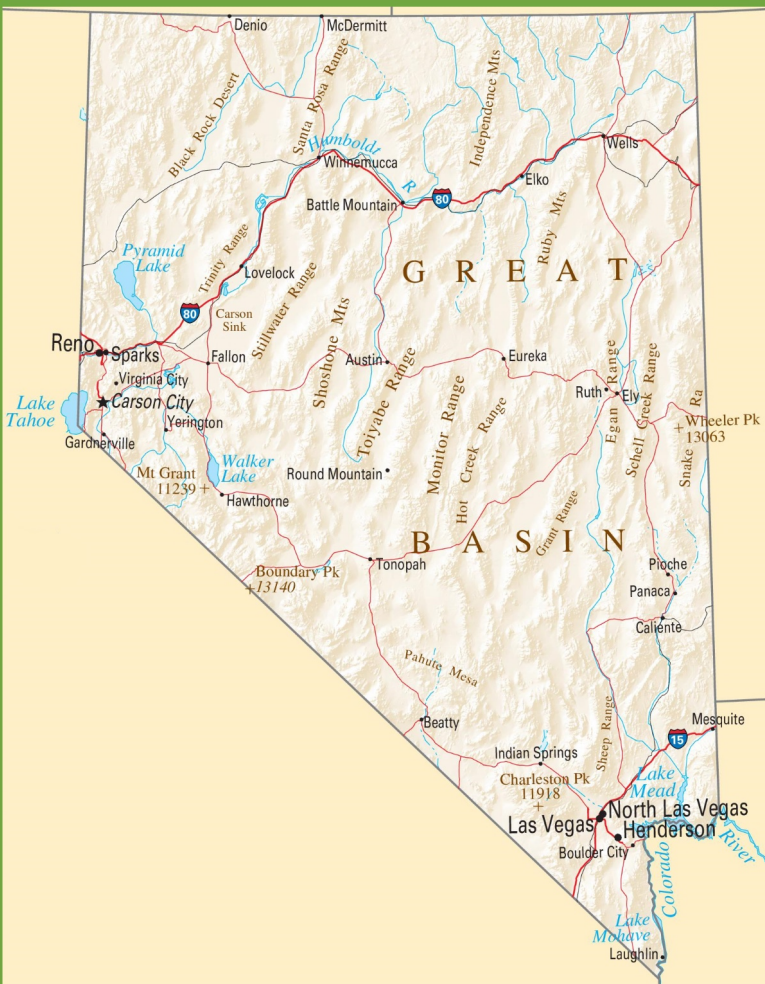 Denio
McDermitt
Black Rock Desert
Santa Rosa Range
Independence Mts
Humboldt
R
Winnemucca
Wells
Elko
80
Battle Mountain
Ruby Mts
Pyramid
Lake
Trinity Range
Lovelock
GREAT
80
Carson
Sink
Stillwater Range
Shoshone Mts
Reno
Sparks
Fallon
Austin
Toiyabe Range
Eureka
Egan Range
Schell Creek Range
Virginia City
Ruth
Ely
Lake
Tahoe
Carson City
Monitor Range
Hot Creek Range
Snake Ra
Wheeler Pk
13063
Yerington
Gardnerville
Walker
Lake
Mt Grant
11239
Round Mountain
Hawthorne
Grant Range
BASIN
Tonopah
Boundary Pk
13140
Pioche
Panaca
Caliente
Pahute Mesa
Beatty
Sheep Range
Mesquite
15
Indian Springs
Charleston Pk
11918
Lake
Mead
North Las Vegas
Las Vegas
Henderson
Boulder City
Colorado
River
Lake
Mohave
Laughlin